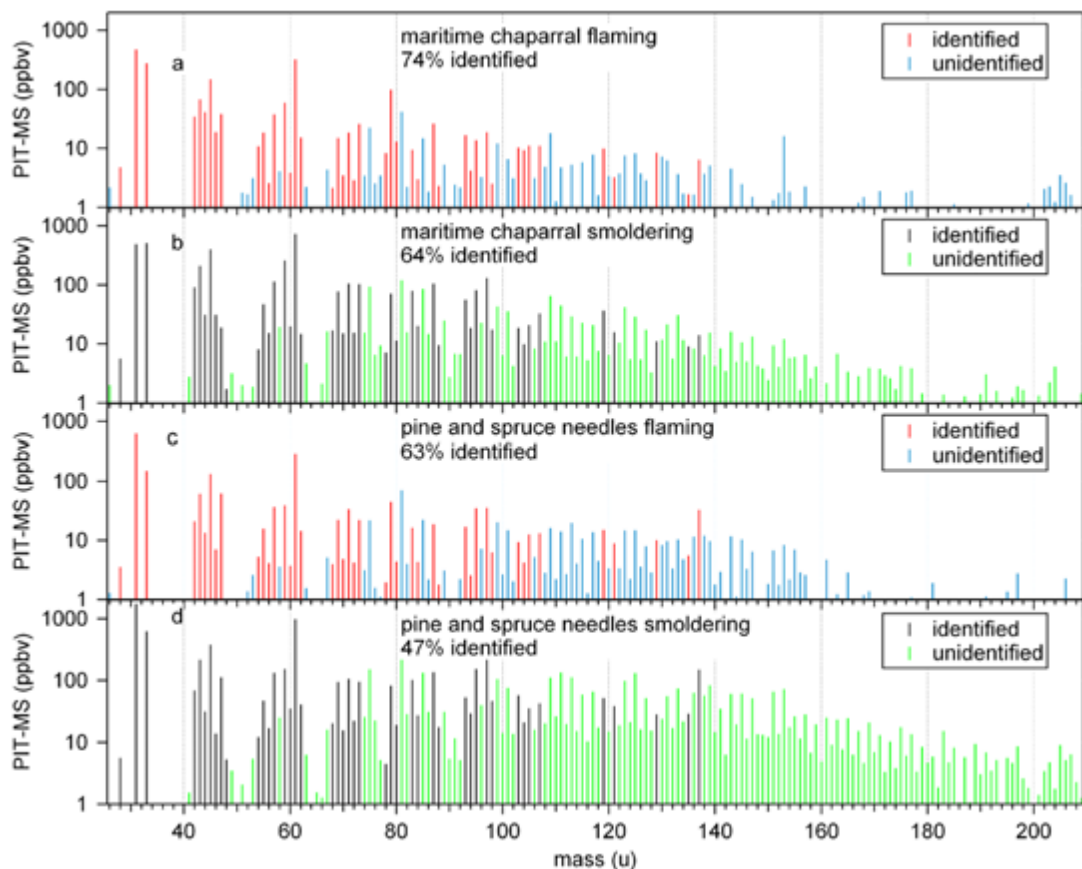 PIT-MS (ppbv)
1000
100
10
1
a
maritime chaparral flaming
74% identified
identified
unidentified
PIT-MS (ppbv)
1000
100
10
1
b
maritime chaparral smoldering
64% identified
identified
unidentified
PIT-MS (ppbv)
1000
100
10
1
c
pine and spruce needles flaming
63% identified
identified
unidentified
PIT-MS (ppbv)
1000
100
10
1
d
pine and spruce needles smoldering
47% identified
identified
unidentified
40 60 80 100 120 140 160 180 200
mass (u)